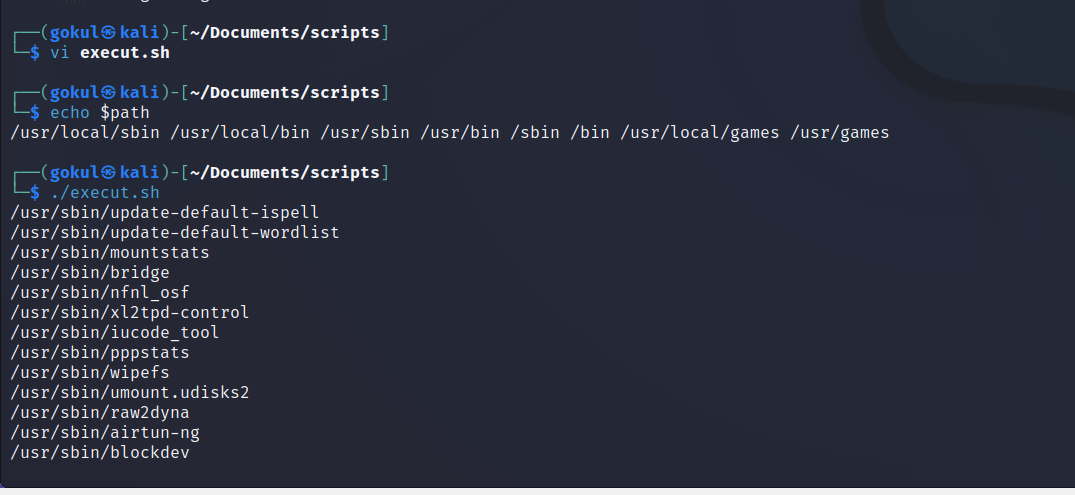 ┌──(gokul㉿kali)-[~/Documents/scripts]
└─$ vi execut.sh
┌──(gokul㉿kali)-[~/Documents/scripts]
└─$ echo $path
/usr/local/sbin /usr/local/bin /usr/sbin /usr/bin /sbin /bin /usr/local/games /usr/games
┌──(gokul㉿kali)-[~/Documents/scripts]
└─$ ./execut.sh
/usr/sbin/update-default-ispell
/usr/sbin/update-default-wordlist
/usr/sbin/mountstats
/usr/sbin/bridge
/usr/sbin/nfnl_osf
/usr/sbin/xl2tpd-control
/usr/sbin/iucode_tool
/usr/sbin/pppstats
/usr/sbin/wipefs
/usr/sbin/umount.udisks2
/usr/sbin/raw2dyna
/usr/sbin/airtun-ng
/usr/sbin/blockdev